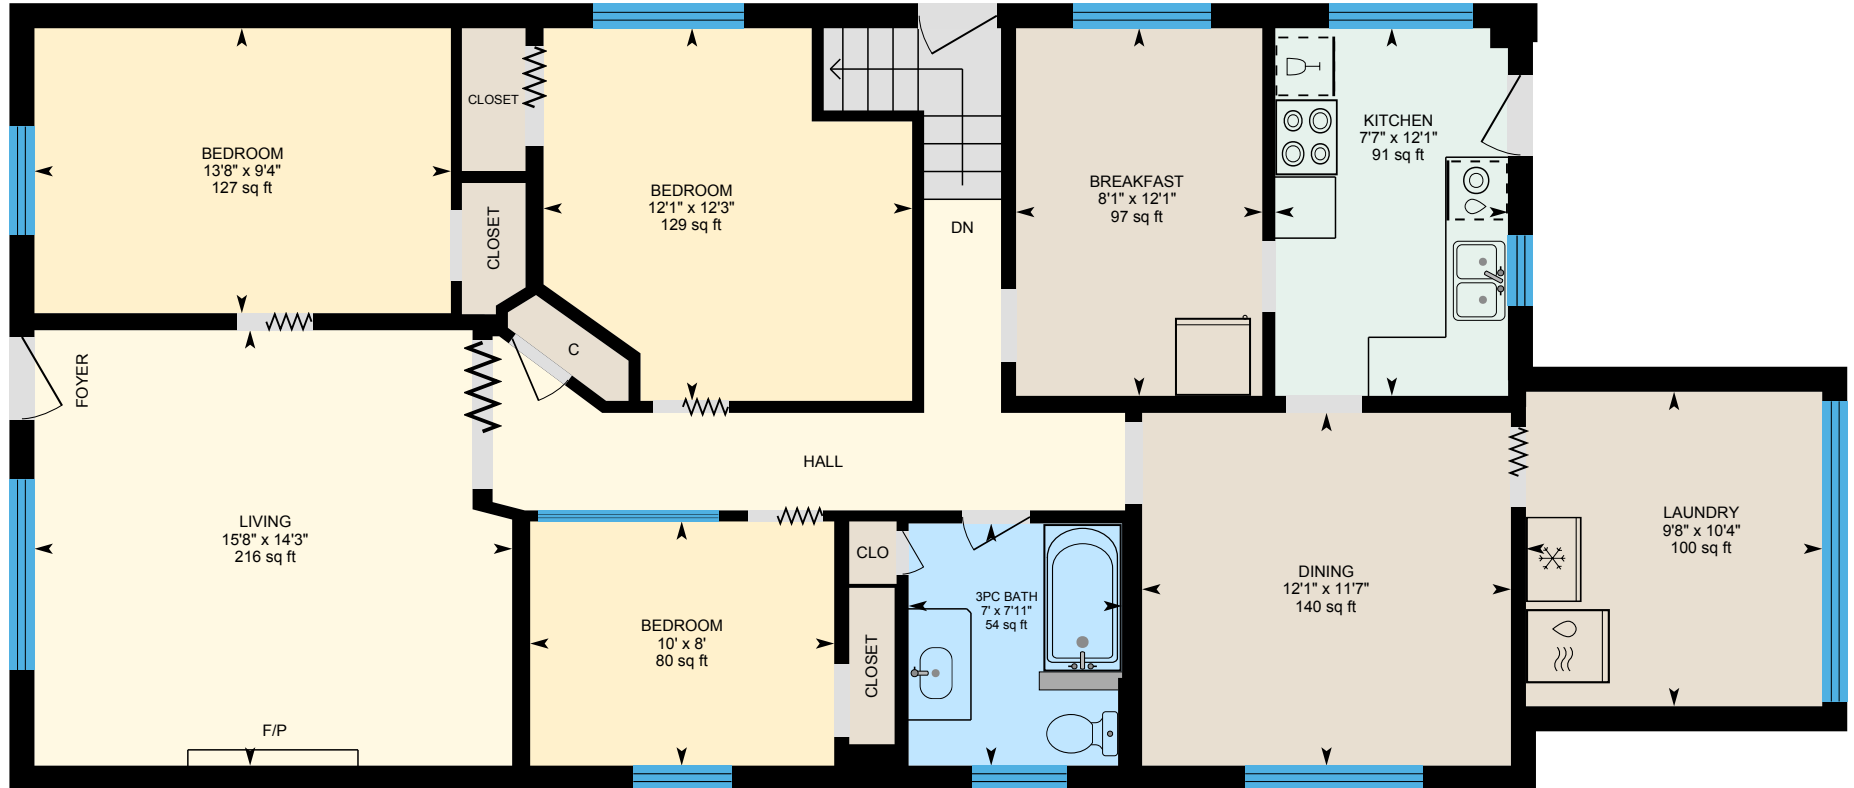 BEDROOM
13'8" x 9'4"
127 sq ft
CLOSET
CLOSET
BEDROOM
12'1" x 12'3"
129 sq ft
DN
BREAKFAST
8'1" x 12'1"
97 sq ft
KITCHEN
7'7" x 12'1"
91 sq ft
FOYER
C
HALL
LIVING
15'8" x 14'3"
216 sq ft
F/P
BEDROOM
10' x 8'
80 sq ft
CLO
CLOSET
3PC BATH
7' x 7'11"
54 sq ft
DINING
12'1" x 11'7"
140 sq ft
LAUNDRY
9'8" x 10'4"
100 sq ft